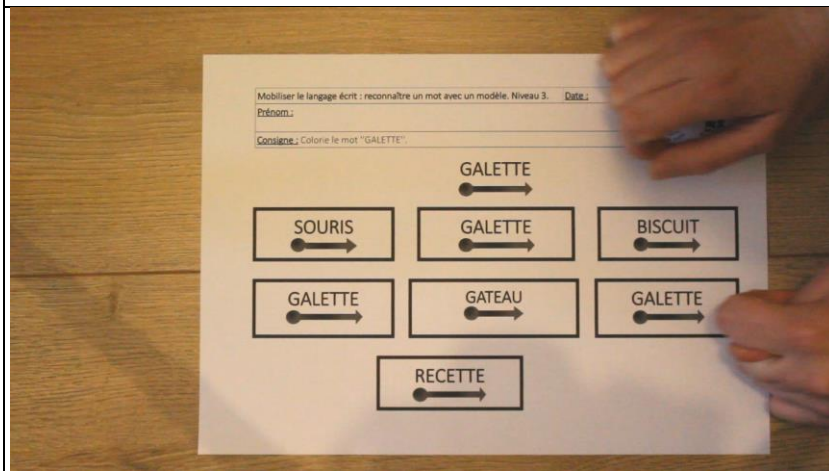 Mobiliser le langage écrit : reconnaître un mot avec un modèle. Niveau 3. Date :
Prénom :
Consigne : Colorie le mot "GALETTE".
GALETTE
SOURIS GALETTE BISCUIT
GALETTE GATEAU GALETTE
RECETTE